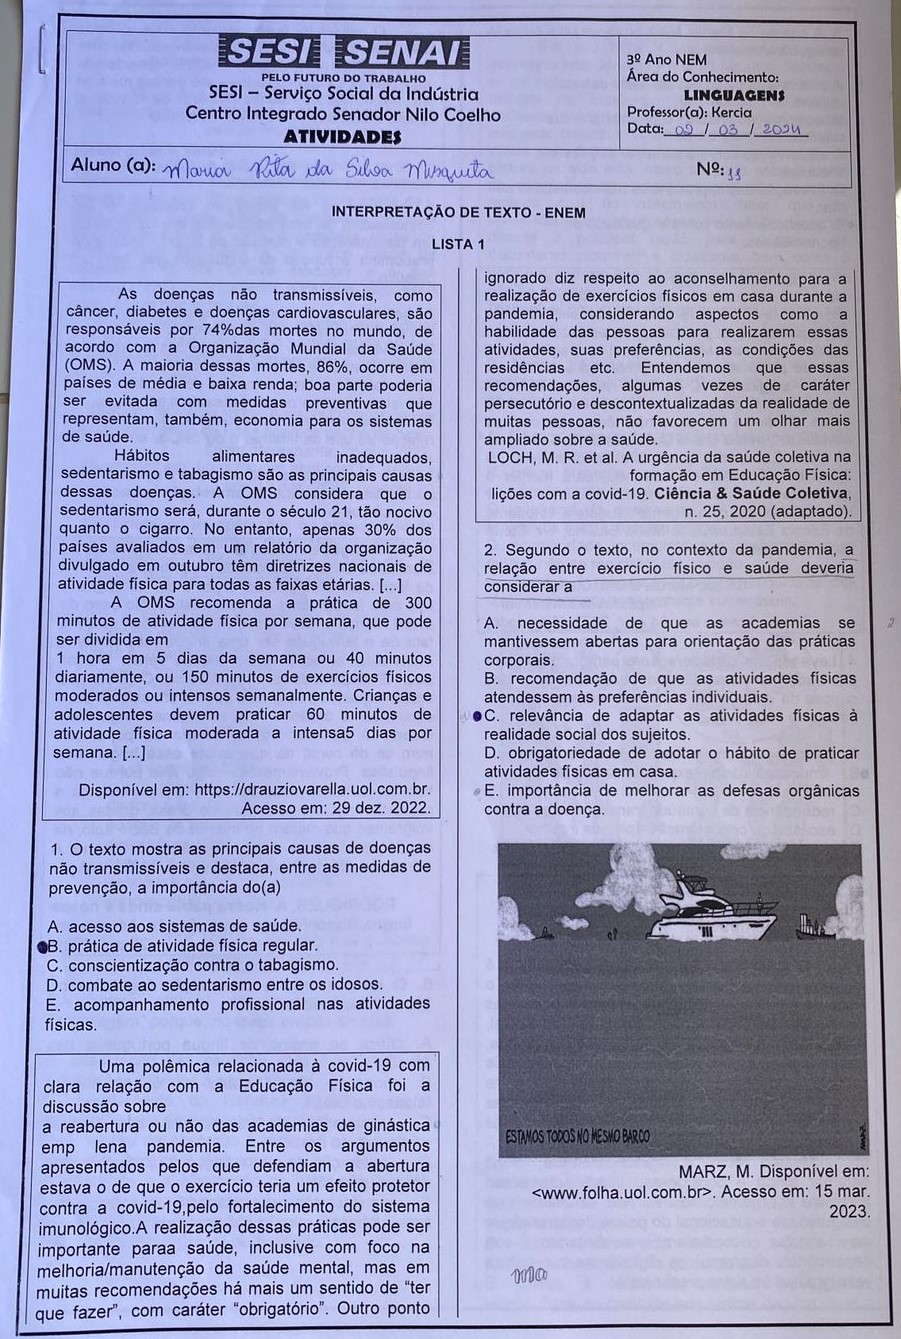 SESI SENAI
PELO FUTURO DO TRABALHO
SESI – Serviço Social da Indústria
Centro Integrado Senador Nilo Coelho
ATIVIDADES
3º Ano NEM
Área do Conhecimento:
LINGUAGENS
Professor(a): Kercia
Data: 02 / 03 / 2024
Aluno (a): Maria Rita da Silva Mesquita
Nº: 11
INTERPRETAÇÃO DE TEXTO - ENEM
LISTA 1
As doenças não transmissíveis, como
câncer, diabetes e doenças cardiovasculares, são
responsáveis por 74%das mortes no mundo, de
acordo com a Organização Mundial da Saúde
(OMS). A maioria dessas mortes, 86%, ocorre em
países de média e baixa renda; boa parte poderia
ser evitada com medidas preventivas que
representam, também, economia para os sistemas
de saúde.
Hábitos alimentares inadequados,
sedentarismo e tabagismo são as principais causas
dessas doenças. A OMS considera que o
sedentarismo será, durante o século 21, tão nocivo
quanto o cigarro. No entanto, apenas 30% dos
países avaliados em um relatório da organização
divulgado em outubro têm diretrizes nacionais de
atividade física para todas as faixas etárias. [...]
A OMS recomenda a prática de 300
minutos de atividade física por semana, que pode
ser dividida em
1 hora em 5 dias da semana ou 40 minutos
diariamente, ou 150 minutos de exercícios físicos
moderados ou intensos semanalmente. Crianças e
adolescentes devem praticar 60 minutos de
atividade física moderada a intensa5 dias por
semana. [...]
Disponível em: https://drauziovarella.uol.com.br.
Acesso em: 29 dez. 2022.
1. O texto mostra as principais causas de doenças
não transmissíveis e destaca, entre as medidas de
prevenção, a importância do(a)
A. acesso aos sistemas de saúde.
B. prática de atividade física regular.
C. conscientização contra o tabagismo.
D. combate ao sedentarismo entre os idosos.
E. acompanhamento profissional nas atividades
físicas.
Uma polêmica relacionada à covid-19 com
clara relação com a Educação Física foi a
discussão sobre
a reabertura ou não das academias de ginástica
emp lena pandemia. Entre os argumentos
apresentados pelos que defendiam a abertura
estava o de que o exercício teria um efeito protetor
contra a covid-19,pelo fortalecimento do sistema
imunológico.A realização dessas práticas pode ser
importante paraa saúde, inclusive com foco na
melhoria/manutenção da saúde mental, mas em
muitas recomendações há mais um sentido de “ter
que fazer”, com caráter “obrigatório”. Outro ponto
ignorado diz respeito ao aconselhamento para a
realização de exercícios físicos em casa durante a
pandemia, considerando aspectos como a
habilidade das pessoas para realizarem essas
atividades, suas preferências, as condições das
residências etc. Entendemos que essas
recomendações, algumas vezes de caráter
persecutório e descontextualizadas da realidade de
muitas pessoas, não favorecem um olhar mais
ampliado sobre a saúde.
LOCH, M. R. et al. A urgência da saúde coletiva na
formação em Educação Física:
lições com a covid-19. Ciência & Saúde Coletiva,
n. 25, 2020 (adaptado).
2. Segundo o texto, no contexto da pandemia, a
relação entre exercício físico e saúde deveria
considerar a
A. necessidade de que as academias se
mantivessem abertas para orientação das práticas
corporais.
B. recomendação de que as atividades físicas
atendessem às preferências individuais.
C. relevância de adaptar as atividades físicas à
realidade social dos sujeitos.
D. obrigatoriedade de adotar o hábito de praticar
atividades físicas em casa.
E. importância de melhorar as defesas orgânicas
contra a doença.
ESTAMOS TODOS NO MESMO BARCO
MARZ, M. Disponível em:
<www.folha.uol.com.br>. Acesso em: 15 mar.
2023.